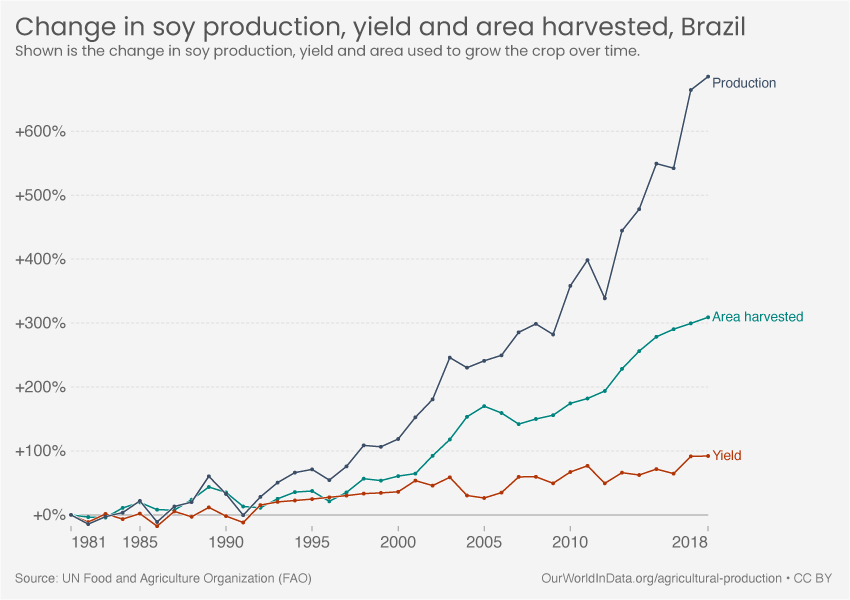 Change in soy production, yield and area harvested, Brazil
Shown is the change in soy production, yield and area used to grow the crop over time.
Production
+600%
+500%
+400%
+300%
Area harvested
+200%
+100%
Yield
+0%
1981 1985 1990 1995 2000 2005 2010 2018
Source: UN Food and Agriculture Organization (FAO)
OurWorldInData.org/agricultural-production • CC BY